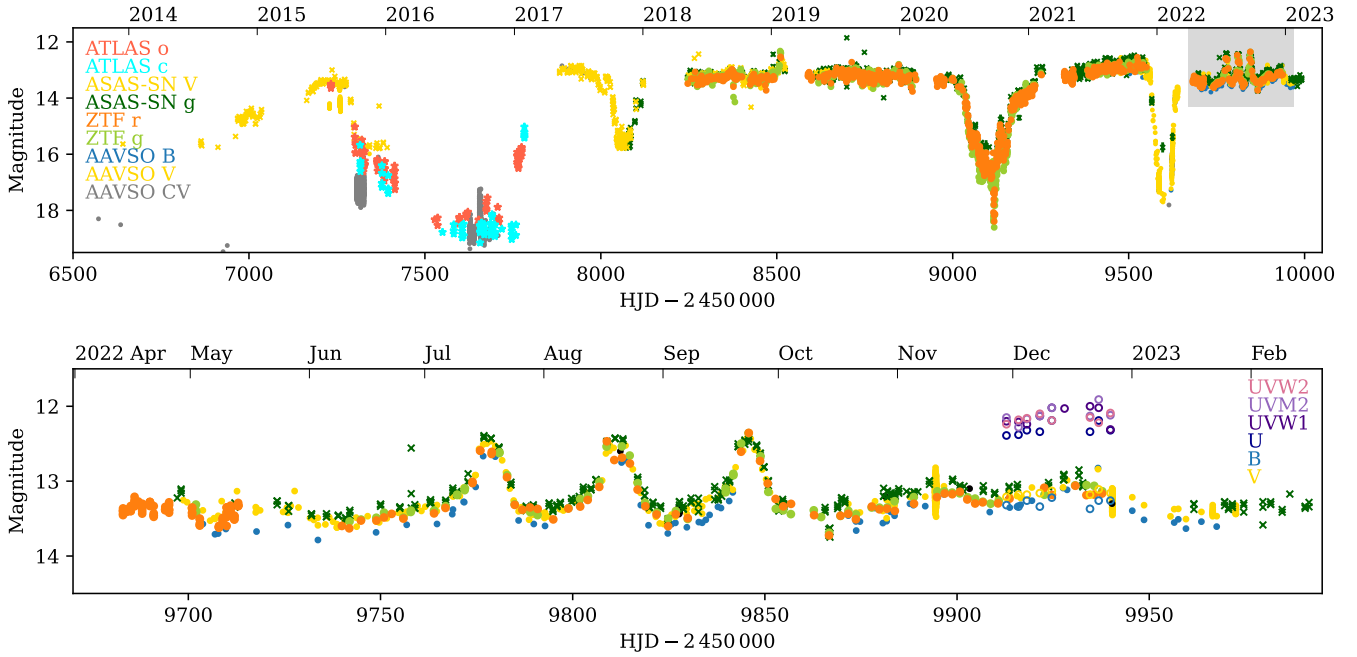 2014 2015 2016 2017 2018 2019 2020 2021 2022 2023
12
14
16
18
Magnitude
ATLAS o
ATLAS c
ASAS-SN V
ASAS-SN g
ZTF r
ZTF g
AAVSO B
AAVSO V
AAVSO CV
6500 7000 7500 8000 8500 9000 9500 10000
HJD − 2 450 000
2022 Apr May Jun Jul Aug Sep Oct Nov Dec 2023 Feb
12
13
14
Magnitude
UVW2
UVM2
UVW1
U
B
V
9700 9750 9800 9850 9900 9950
HJD − 2 450 000